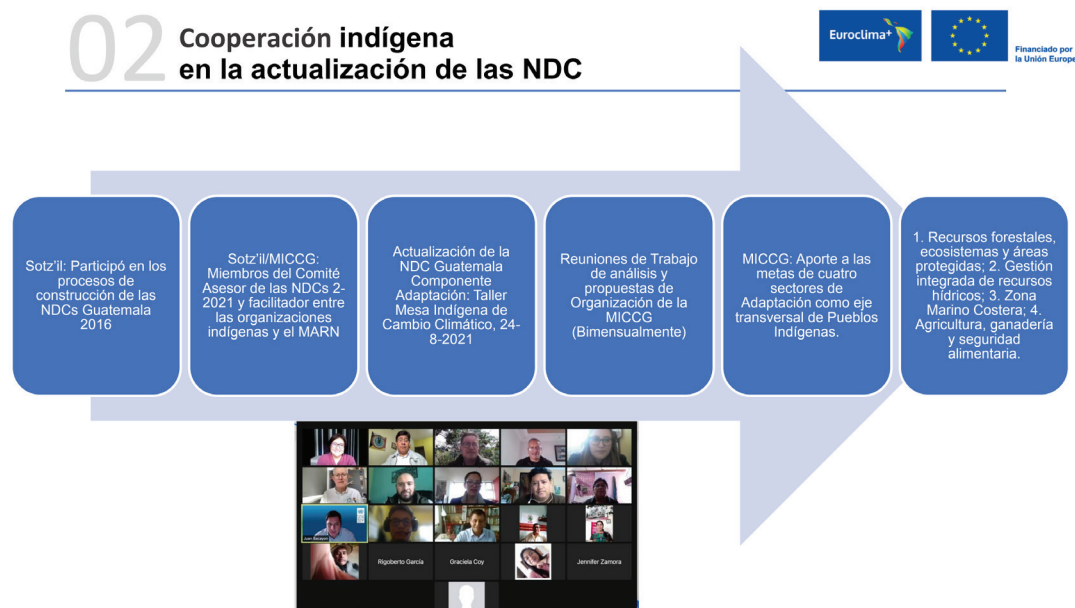 02
Cooperación indígena
en la actualización de las NDC
Euroclima+
Financiado por
la Unión Europe
Sotz'il: Participó en los
procesos de
construcción de las
NDCs Guatemala
2016
Sotz'il/MICCG:
Miembros del Comité
Asesor de las NDCs 2-
2021 y facilitador entre
las organizaciones
indígenas y el MARN
Actualización de la
NDC Guatemala
Componente
Adaptación: Taller
Mesa Indígena de
Cambio Climático, 24-
8-2021
Reuniones de Trabajo
de análisis y
propuestas de
Organización de la
MICCG
(Bimensualmente)
MICCG: Aporte a las
metas de cuatro
sectores de
Adaptación como eje
transversal de Pueblos
Indígenas.
1. Recursos forestales,
ecosistemas y áreas
protegidas; 2. Gestión
integrada de recursos
hídricos; 3. Zona
Marino Costera; 4.
Agricultura, ganadería
y seguridad
alimentaria.
Rigoberto García
Graciela Coy
Jennifer Zamora